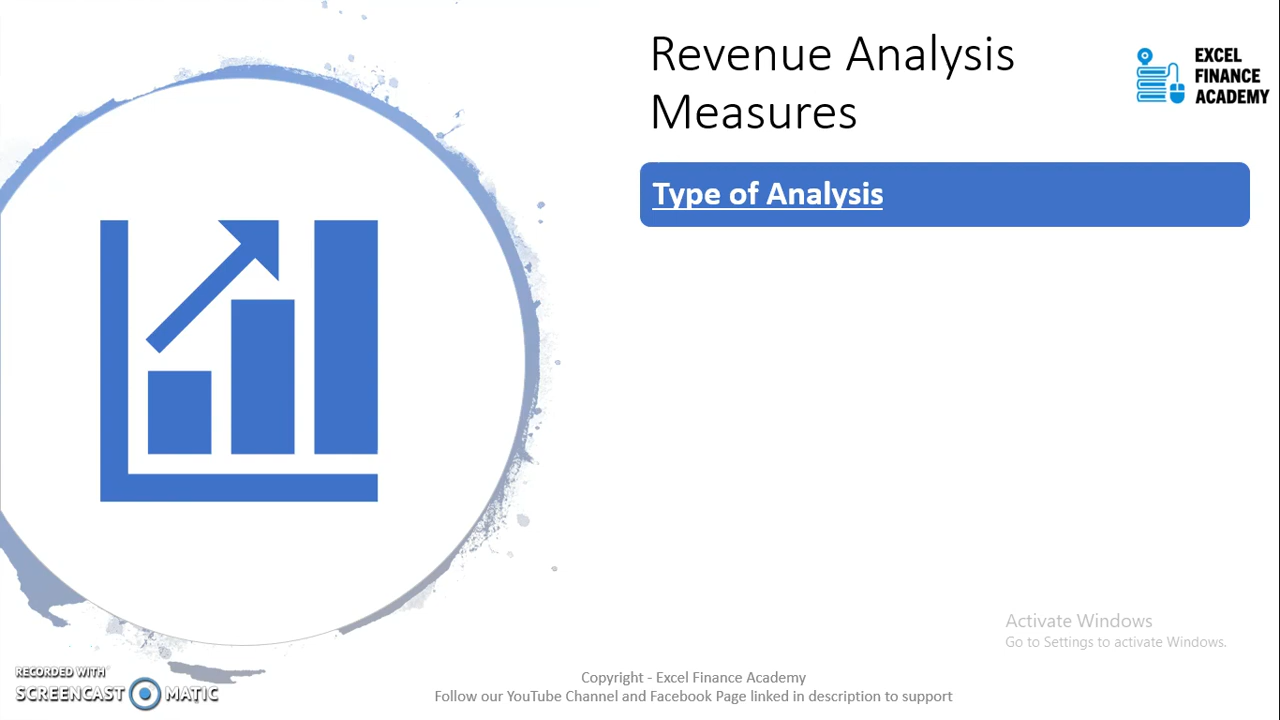 Revenue Analysis
Measures
EXCEL
FINANCE
ACADEMY
Type of Analysis
Activate Windows
Go to Settings to activate Windows.
RECORDED WITH
SCREENCAST MATIC
Copyright - Excel Finance Academy
Follow our YouTube Channel and Facebook Page linked in description to support